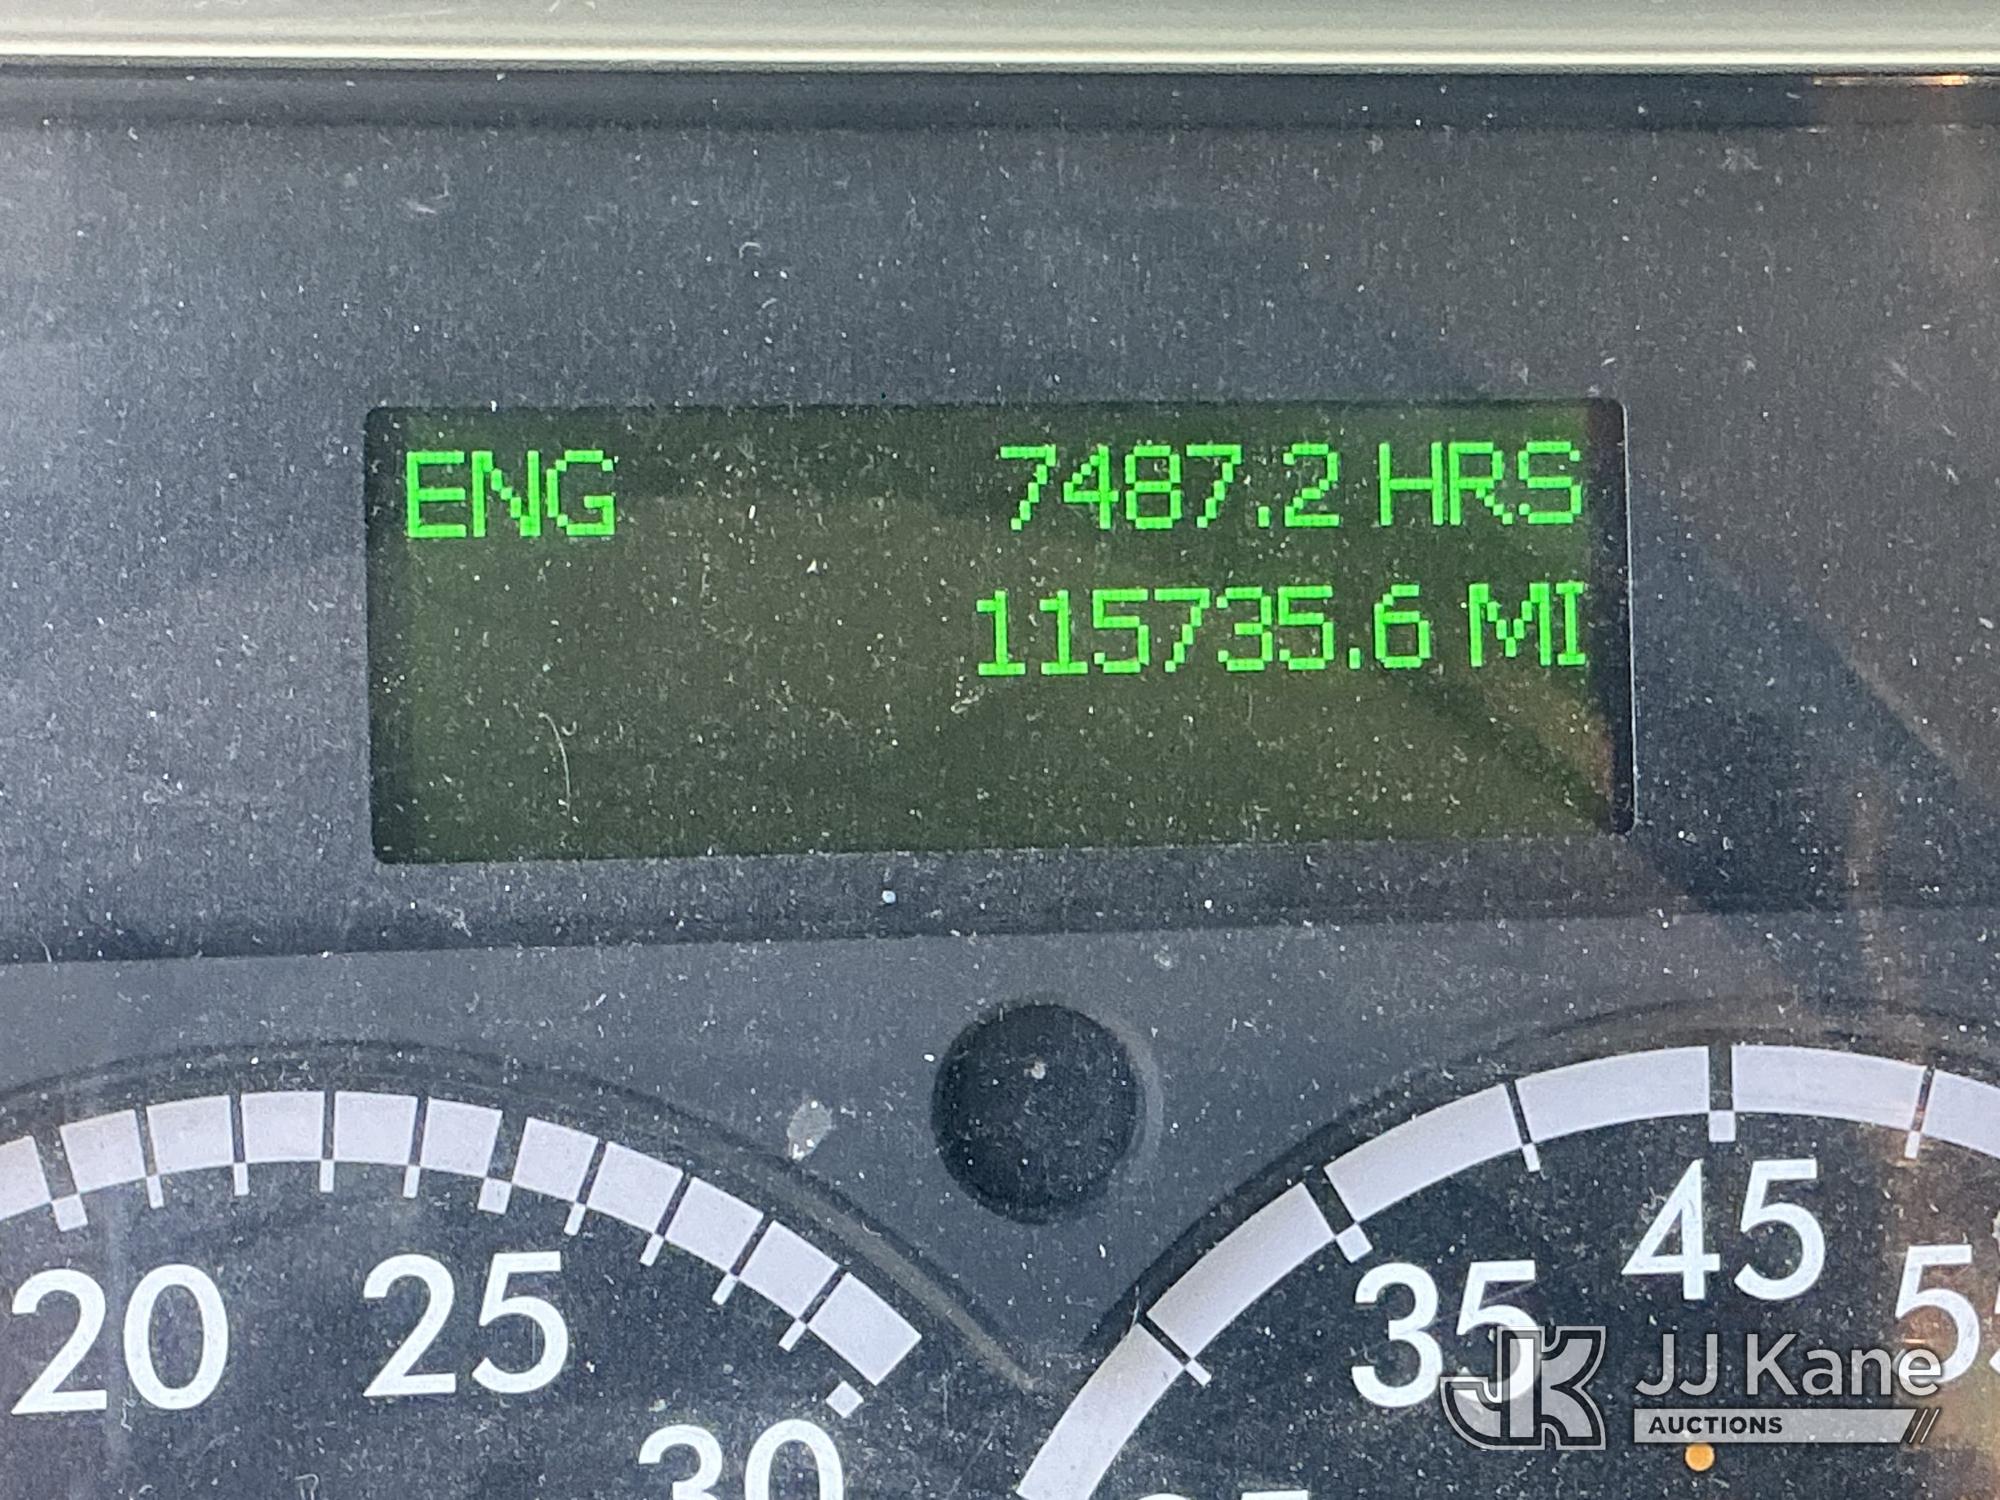 ENG 7487.2 HRS
115735.6 MI
20 25 30
35 45
JJ Kane
AUCTIONS